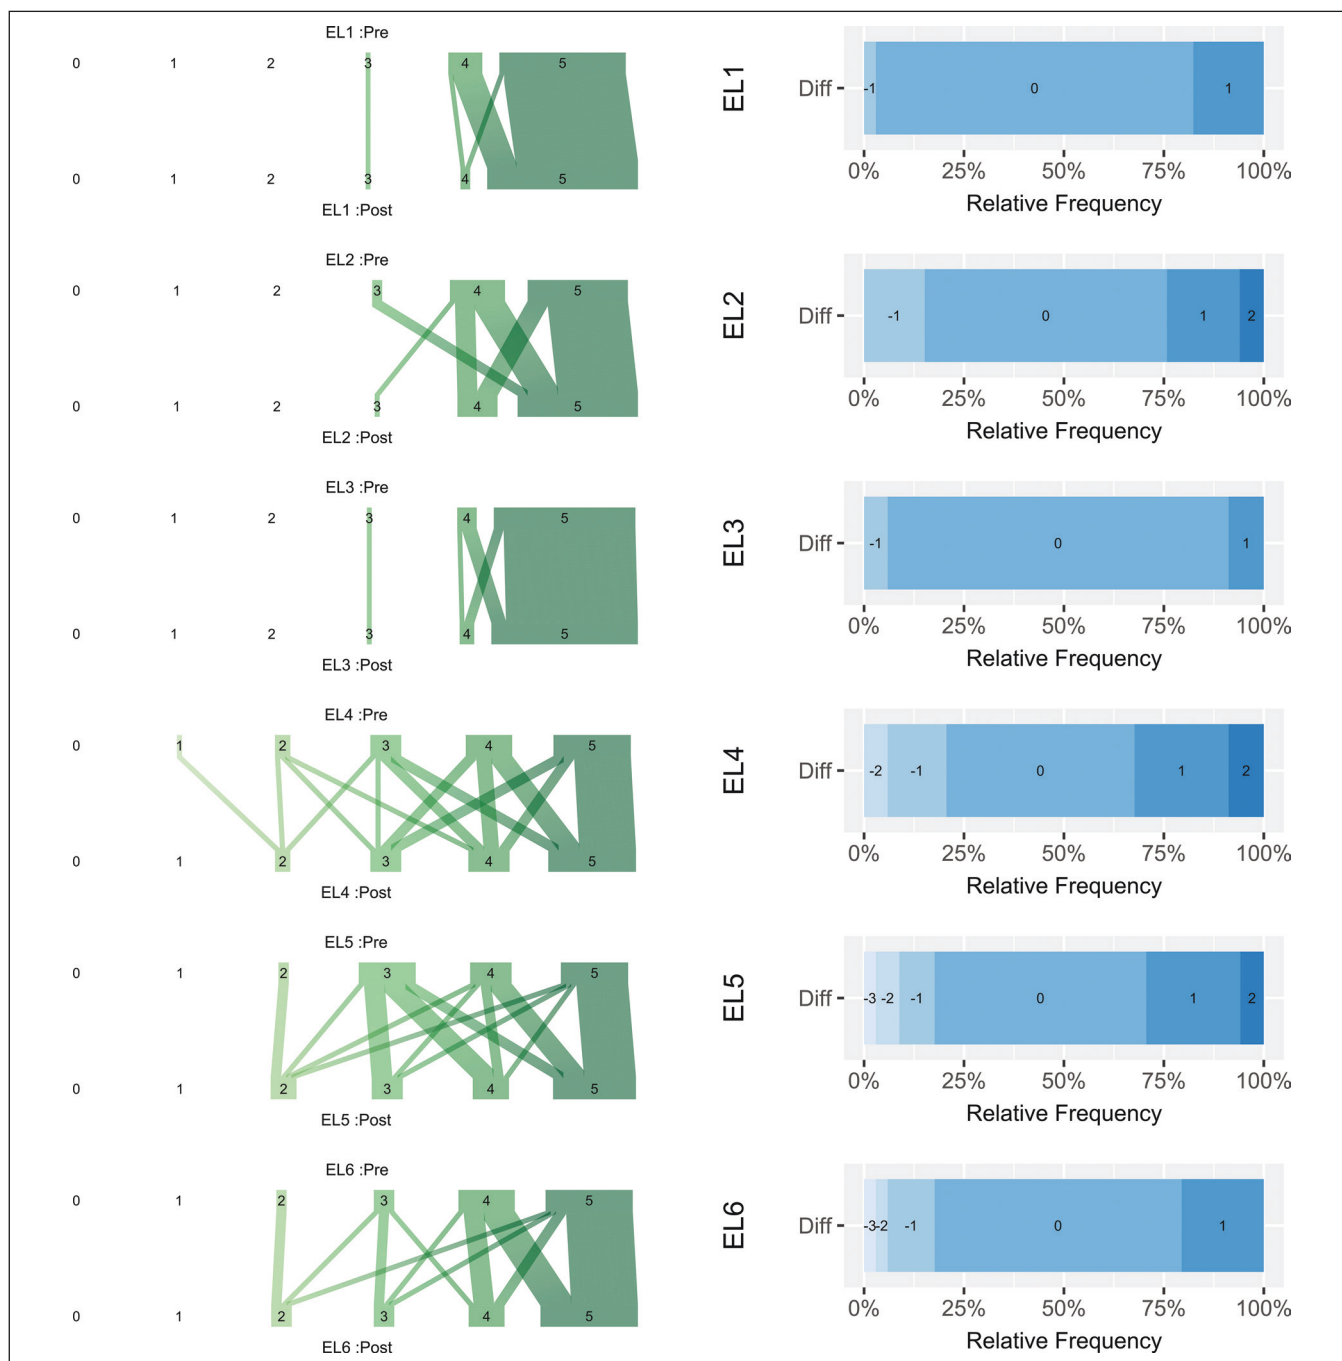 EL1 :Pre
0 1 2 3 4 5
0 1 2 3 4 5
EL1 :Post
EL1
Diff
-1 0 1
0% 25% 50% 75% 100%
Relative Frequency
EL2 :Pre
0 1 2 3 4 5
0 1 2 3 4 5
EL2 :Post
EL2
Diff
-1 0 1 2
0% 25% 50% 75% 100%
Relative Frequency
EL3 :Pre
0 1 2 3 4 5
0 1 2 3 4 5
EL3 :Post
EL3
Diff
-1 0 1
0% 25% 50% 75% 100%
Relative Frequency
EL4 :Pre
0 1 2 3 4 5
0 1 2 3 4 5
EL4 :Post
EL4
Diff
-2 -1 0 1 2
0% 25% 50% 75% 100%
Relative Frequency
EL5 :Pre
0 1 2 3 4 5
0 1 2 3 4 5
EL5 :Post
EL5
Diff
-3 -2 -1 0 1 2
0% 25% 50% 75% 100%
Relative Frequency
EL6 :Pre
0 1 2 3 4 5
0 1 2 3 4 5
EL6 :Post
EL6
Diff
-3 -2 -1 0 1
0% 25% 50% 75% 100%
Relative Frequency